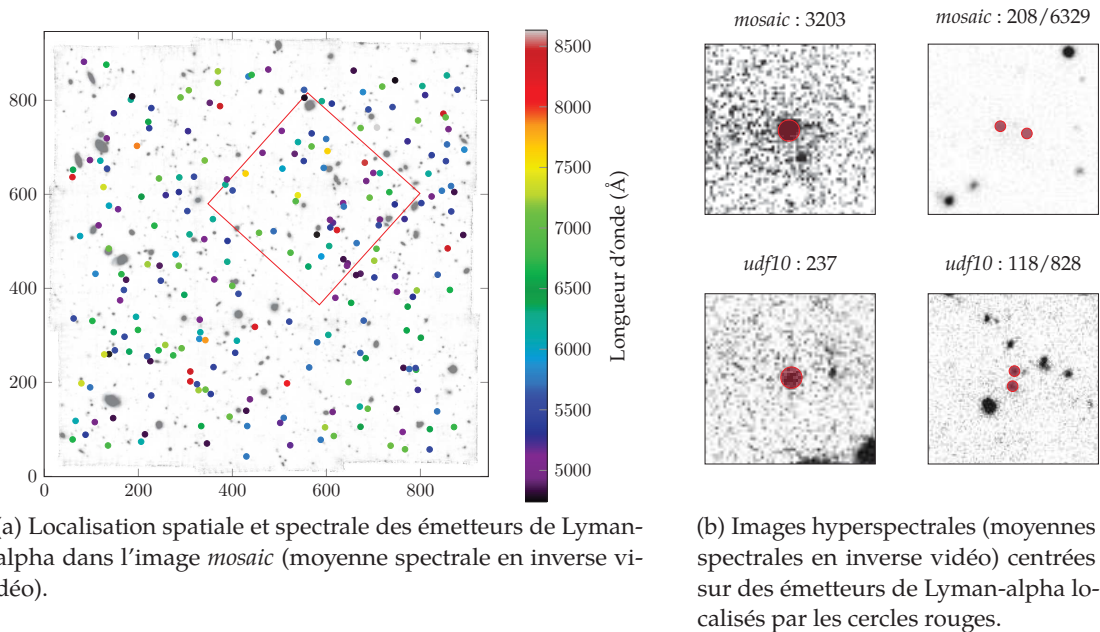 mosaic : 3203
mosaic : 208/6329
8500
8000
7500
7000
6500
6000
5500
5000
Longueur d'onde (Å)
800
600
400
200
0
0
200
400
600
800
udf10 : 237
udf10 : 118/828
(a) Localisation spatiale et spectrale des émetteurs de Lyman-
alpha dans l'image mosaic (moyenne spectrale en inverse vi-
déo).
(b) Images hyperspectrales (moyennes
spectrales en inverse vidéo) centrées
sur des émetteurs de Lyman-alpha lo-
calisés par les cercles rouges.